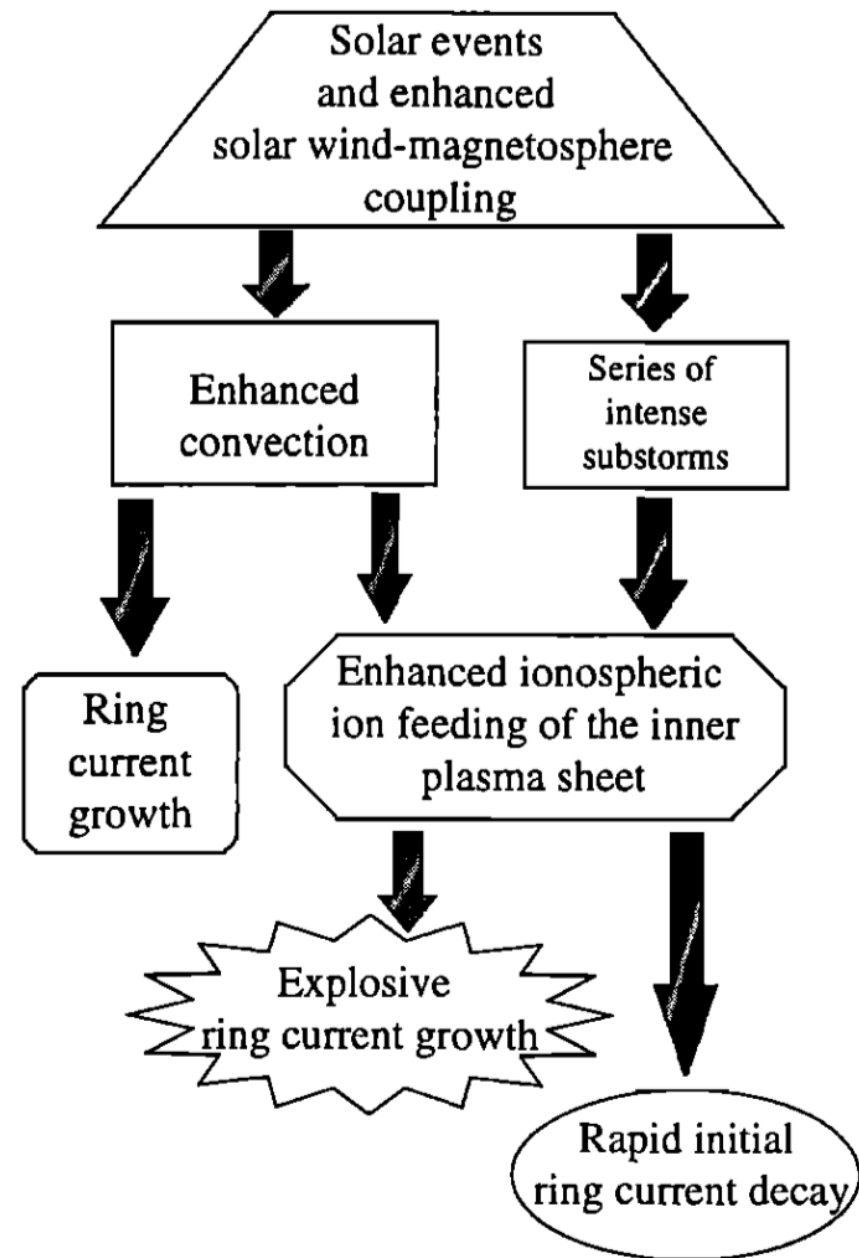 Solar events
and enhanced
solar wind-magnetosphere
coupling
Enhanced
convection
Series of
intense
substorms
Ring
current
growth
Enhanced ionospheric
ion feeding of the inner
plasma sheet
Explosive
ring current growth
Rapid initial
ring current decay